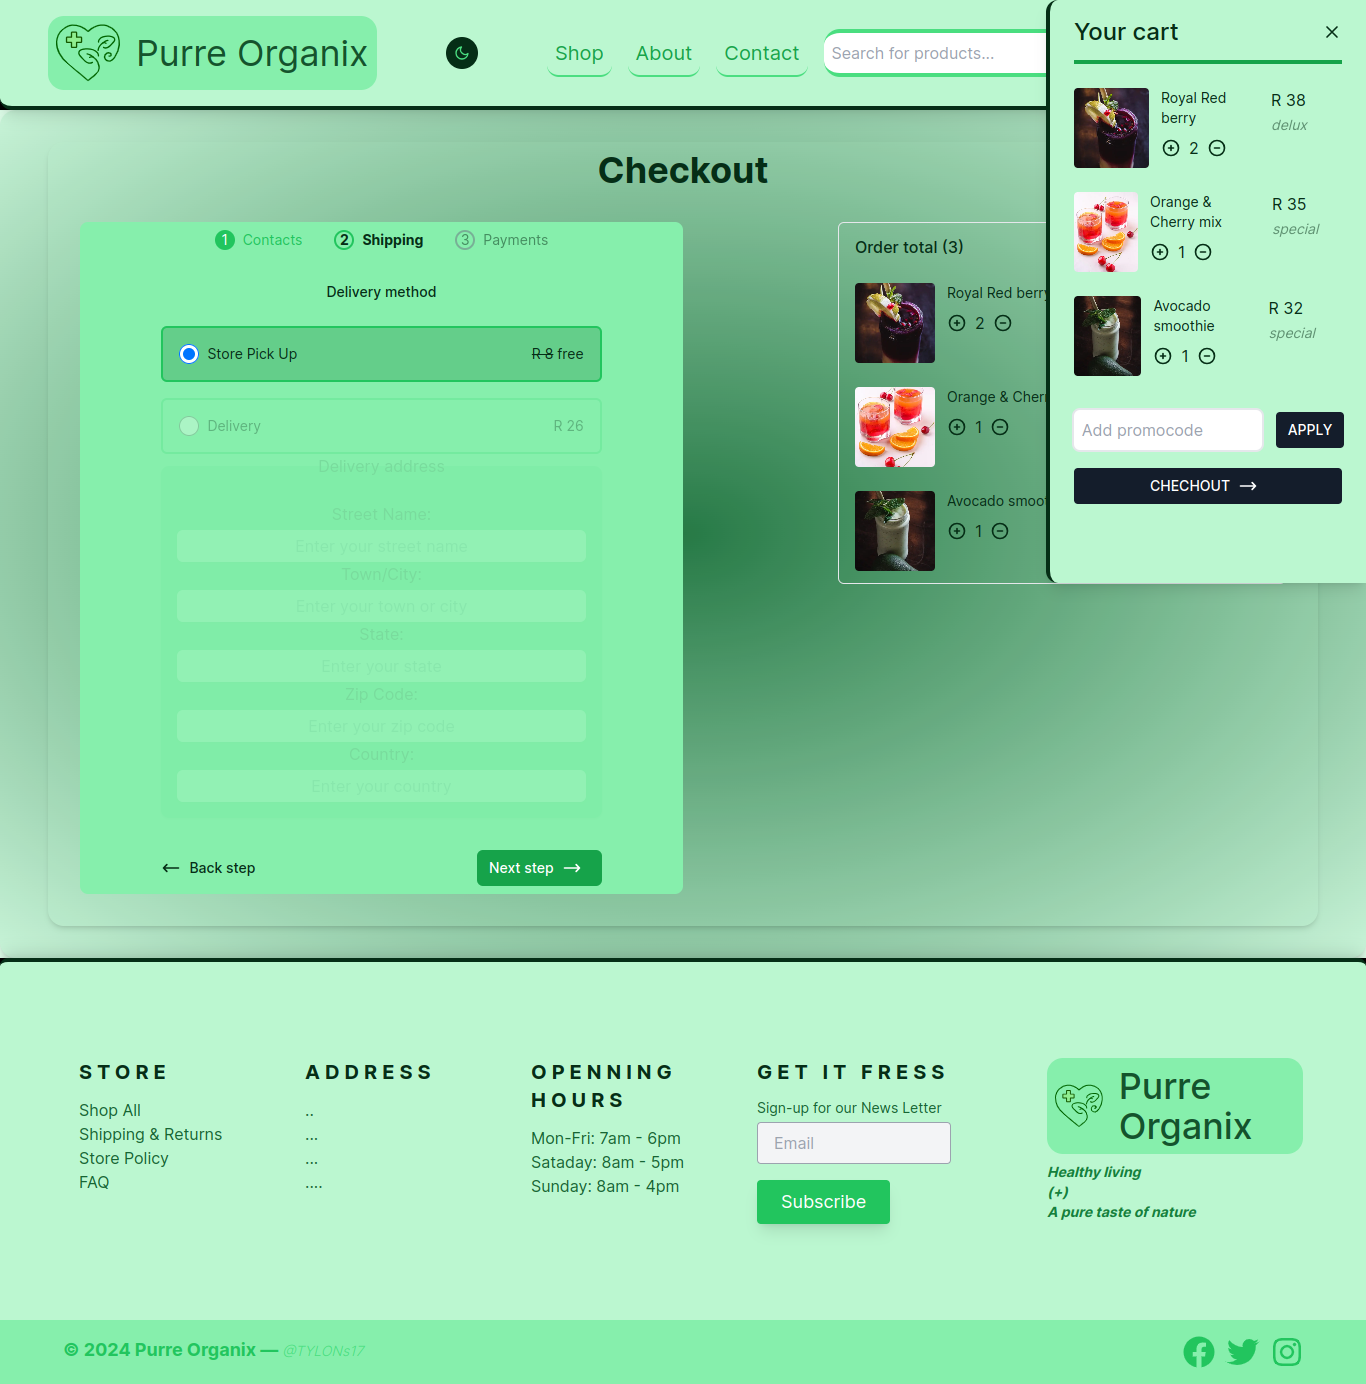 Purre Organix
Shop
About
Contact
Search for products...
Checkout
1 Contacts
2 Shipping
3 Payments
Delivery method
Store Pick Up
R 8 free
Delivery
R 26
Delivery address
Street Name:
Enter your street name
Town/City:
Enter your town or city
State:
Enter your state
Zip Code:
Enter your zip code
Country:
Enter your country
Back step
Next step
Order total (3)
Royal Red berry
2
Orange & Cher
1
Avocado smoo
1
Your cart
Royal Red
berry
2
R 38
delux
Orange &
Cherry mix
1
R 35
special
Avocado
smoothie
1
R 32
special
Add promocode
APPLY
CHECHOUT
STORE
Shop All
Shipping & Returns
Store Policy
FAQ
ADDRESS
..
...
...
....
OPENNING
HOURS
Mon-Fri: 7am - 6pm
Sataday: 8am - 5pm
Sunday: 8am - 4pm
GET IT FRESS
Sign-up for our News Letter
Email
Subscribe
Purre
Organix
Healthy living
(+)
A pure taste of nature
© 2024 Purre Organix — @TYLONs17